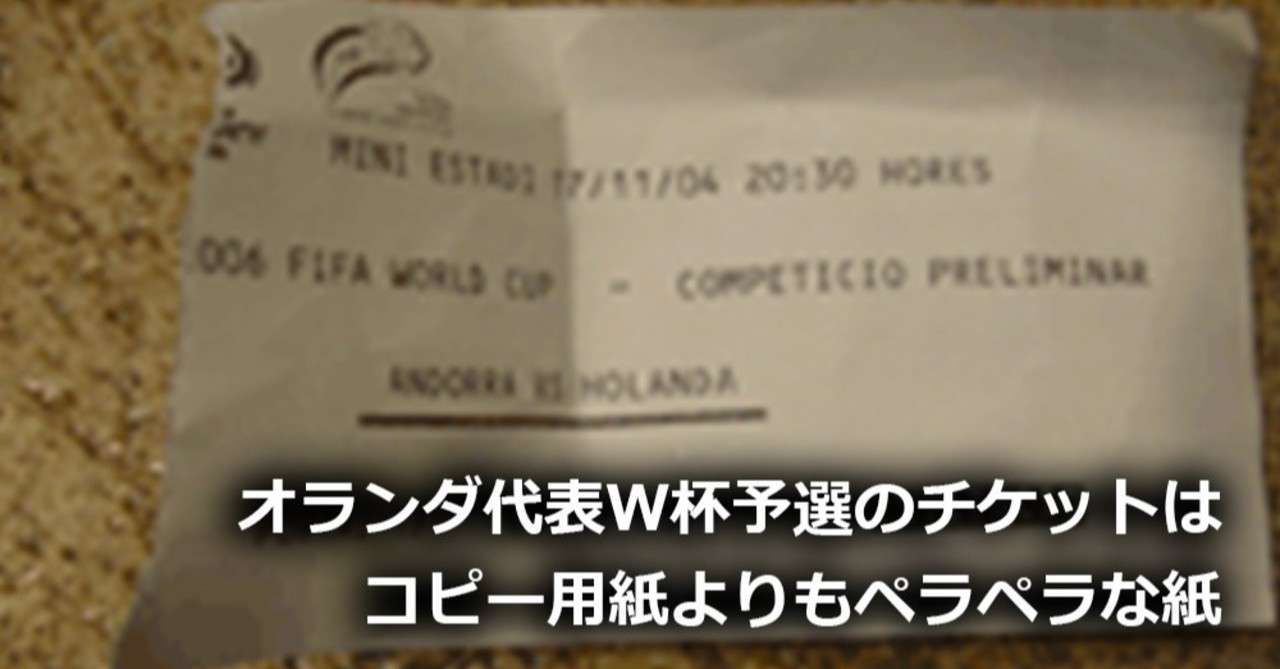 MINI ESTADI 17/11/04 20:30 HORES
006 FIFA WORLD CUP - COMPETICIO PRELIMINAR
ANDORRA VS HOLANDA
オランダ代表W杯予選のチケットは
コピー用紙よりもペラペラな紙